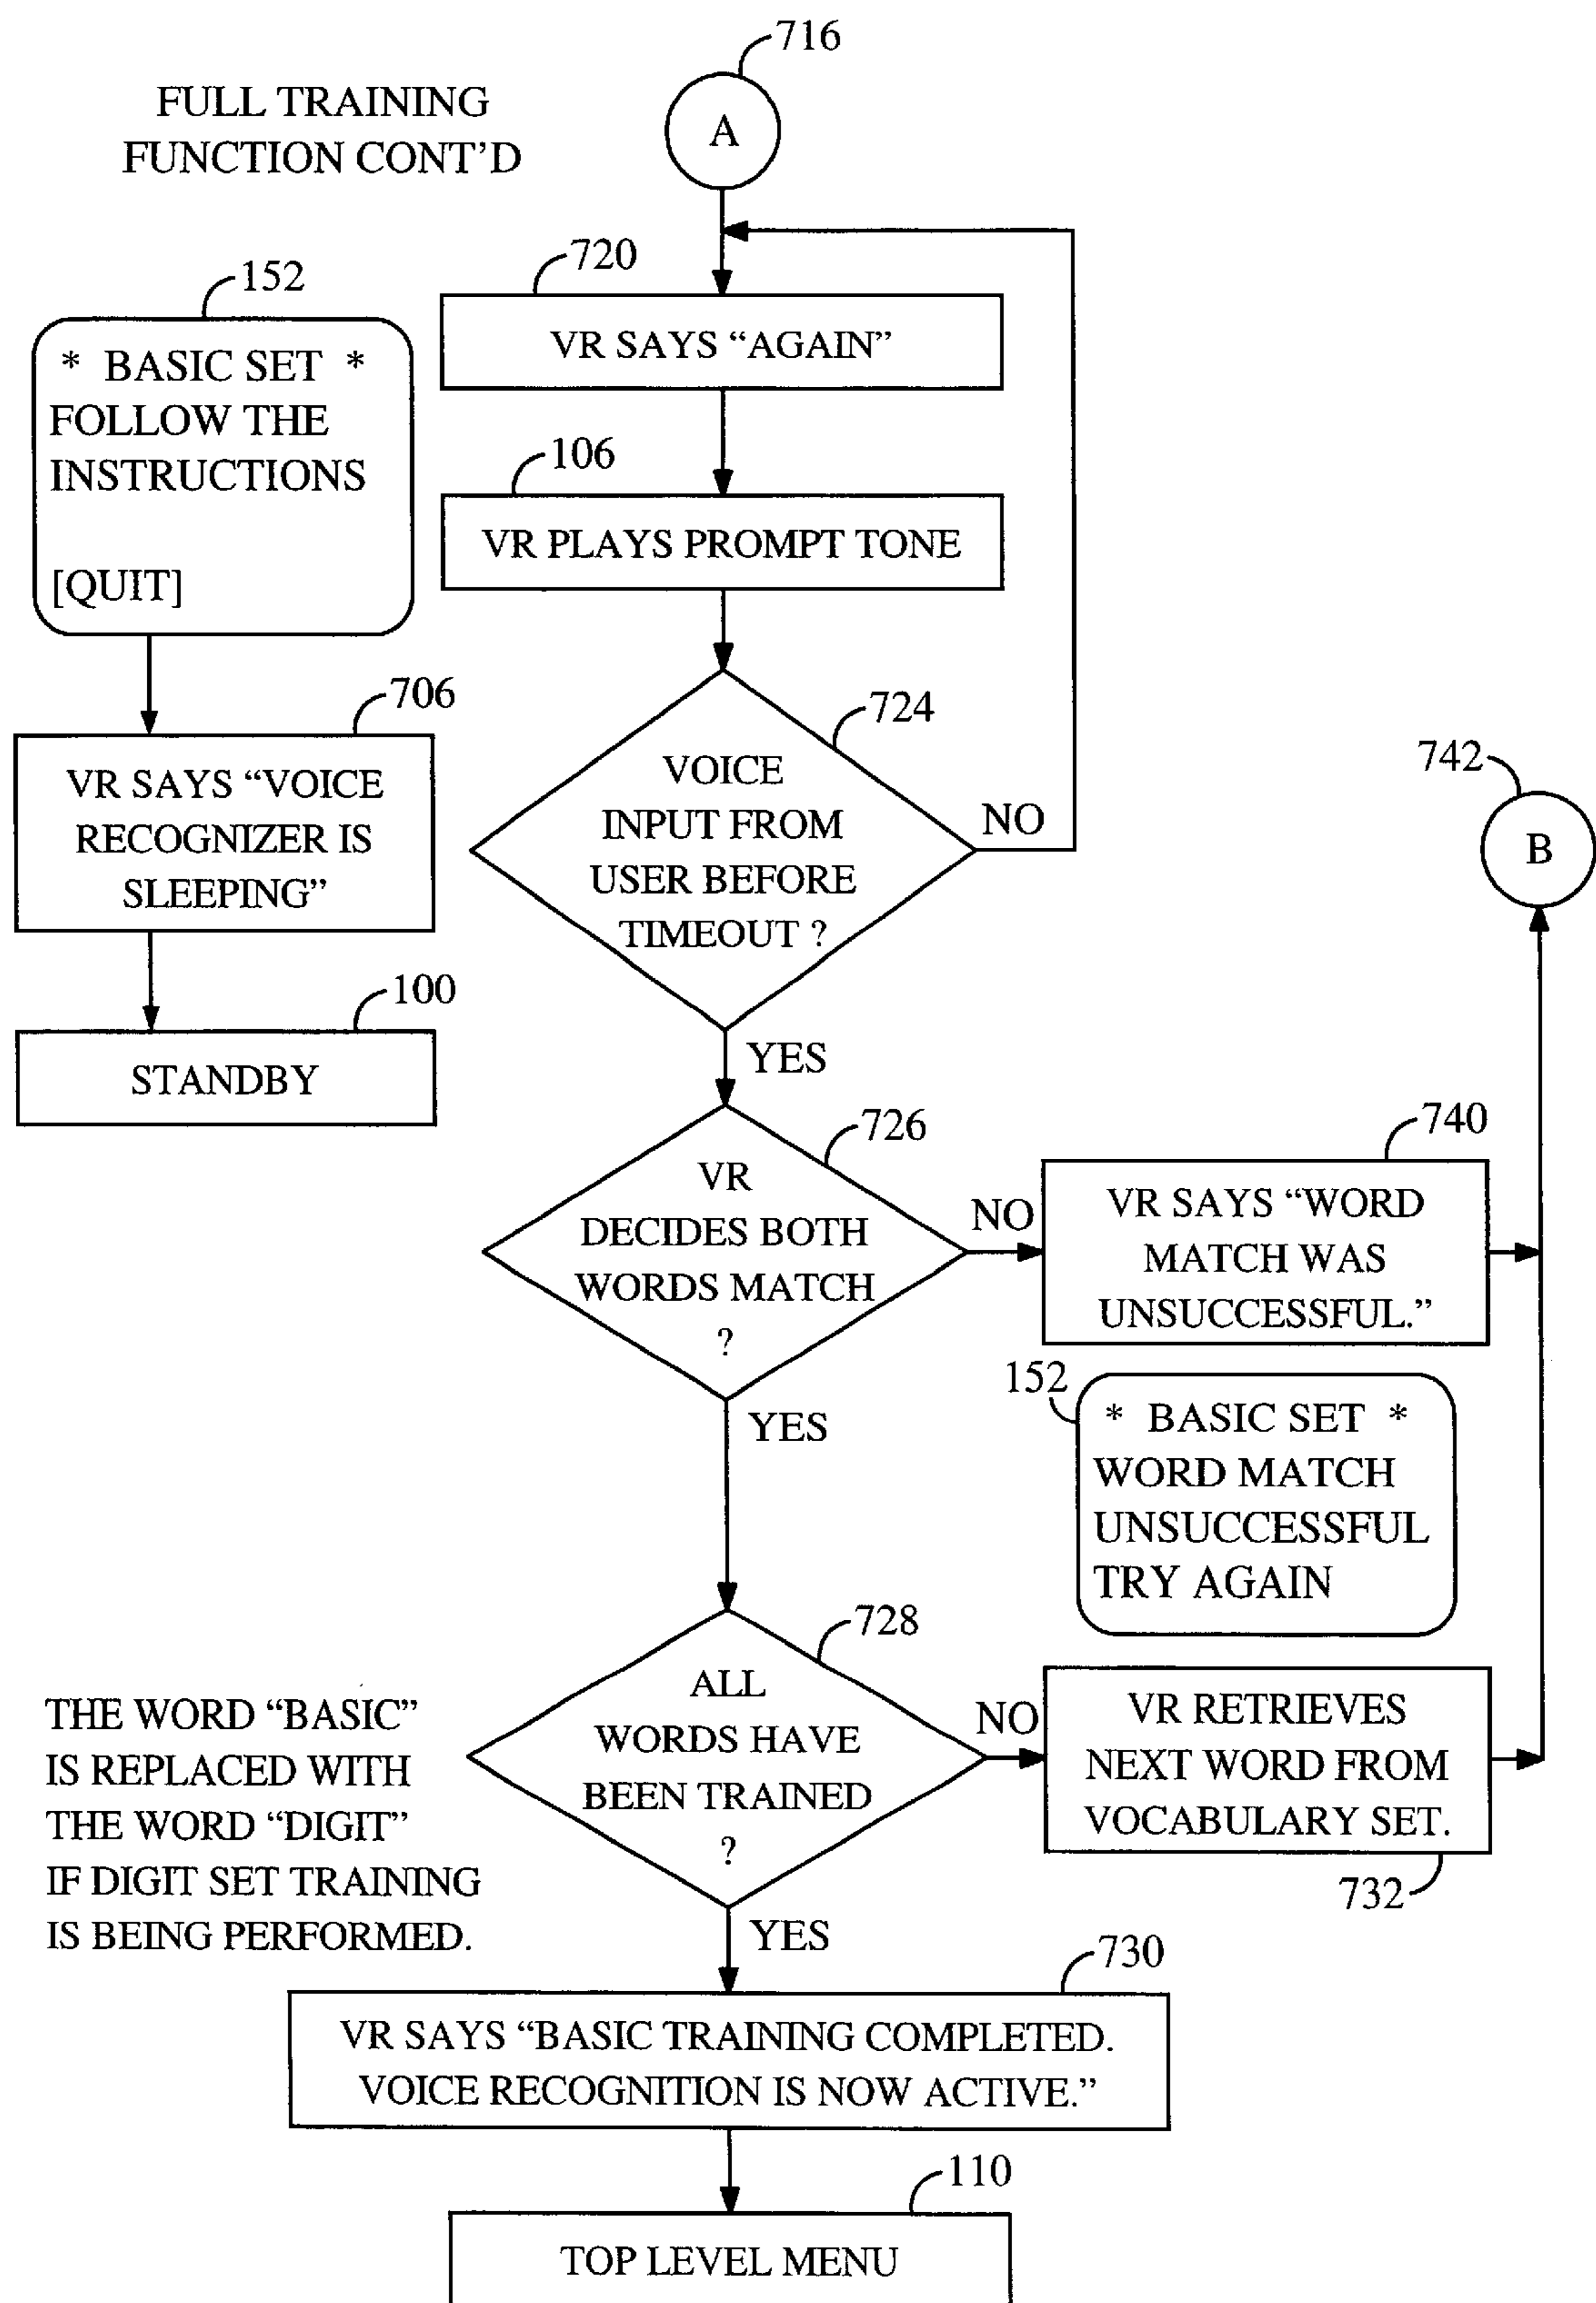 716
FULL TRAINING
FUNCTION CONT’D
A
720
VR SAYS “AGAIN”
152
* BASIC SET *
FOLLOW THE
INSTRUCTIONS
[QUIT]
106
VR PLAYS PROMPT TONE
706
VR SAYS “VOICE
RECOGNIZER IS
SLEEPING”
100
STANDBY
724
VOICE
INPUT FROM
USER BEFORE
TIMEOUT ?
NO
YES
742
B
726
VR
DECIDES BOTH
WORDS MATCH
?
NO
YES
740
VR SAYS “WORD
MATCH WAS
UNSUCCESSFUL.”
152
* BASIC SET *
WORD MATCH
UNSUCCESSFUL
TRY AGAIN
728
ALL
WORDS HAVE
BEEN TRAINED
?
NO
YES
VR RETRIEVES
NEXT WORD FROM
VOCABULARY SET.
732
THE WORD “BASIC”
IS REPLACED WITH
THE WORD “DIGIT”
IF DIGIT SET TRAINING
IS BEING PERFORMED.
730
VR SAYS “BASIC TRAINING COMPLETED.
VOICE RECOGNITION IS NOW ACTIVE.”
110
TOP LEVEL MENU